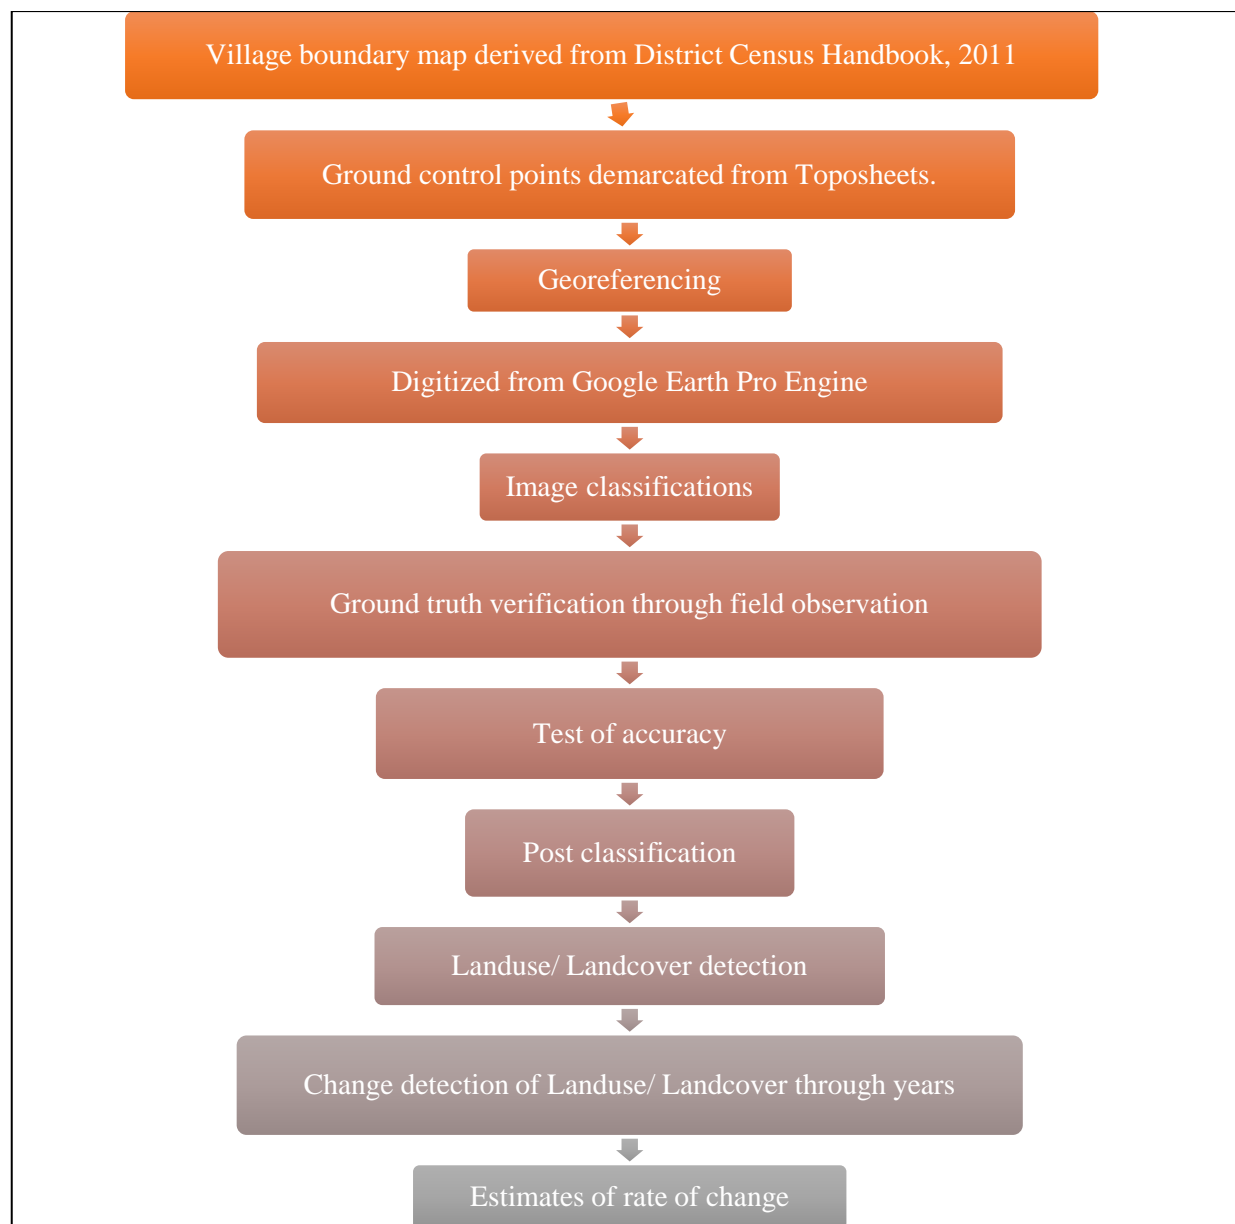 Village boundary map derived from District Census Handbook, 2011
Ground control points demarcated from Toposheets.
Georeferencing
Digitized from Google Earth Pro Engine
Image classifications
Ground truth verification through field observation
Test of accuracy
Post classification
Landuse/ Landcover detection
Change detection of Landuse/ Landcover through years
Estimates of rate of change